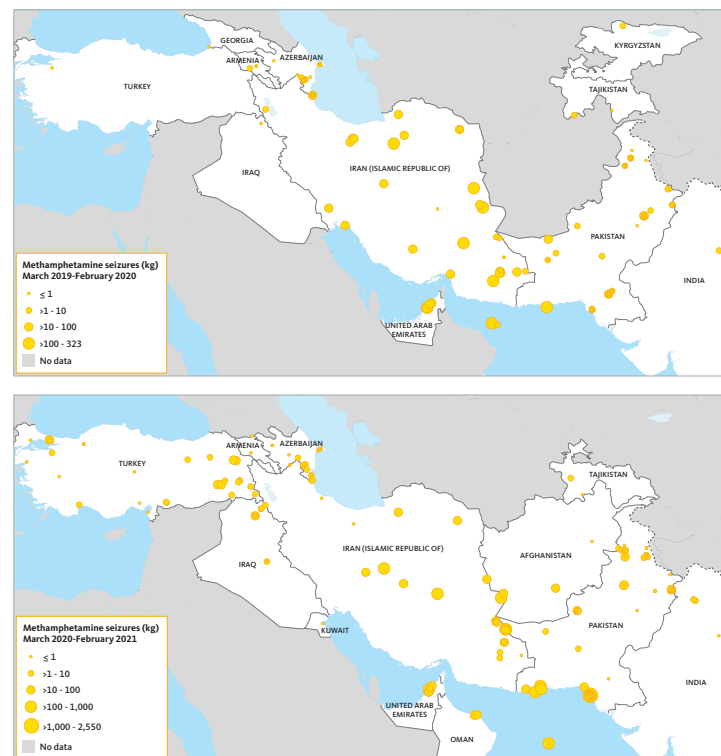 GEORGIA
KYRGYZSTAN
ARMENIA
AZERBAIJAN
TURKEY
TAJIKISTAN
IRAQ
IRAN (ISLAMIC REPUBLIC OF)
PAKISTAN
INDIA
UNITED ARAB
EMIRATES
Methamphetamine seizures (kg)
March 2019-February 2020
≤ 1
>1 - 10
>10 - 100
>100 - 323
No data
ARMENIA
AZERBAIJAN
TURKEY
TAJIKISTAN
IRAN (ISLAMIC REPUBLIC OF)
AFGHANISTAN
IRAQ
KUWAIT
PAKISTAN
INDIA
UNITED ARAB
EMIRATES
OMAN
Methamphetamine seizures (kg)
March 2020-February 2021
≤ 1
>1 - 10
>10 - 100
>100 - 1,000
>1,000 - 2,550
No data